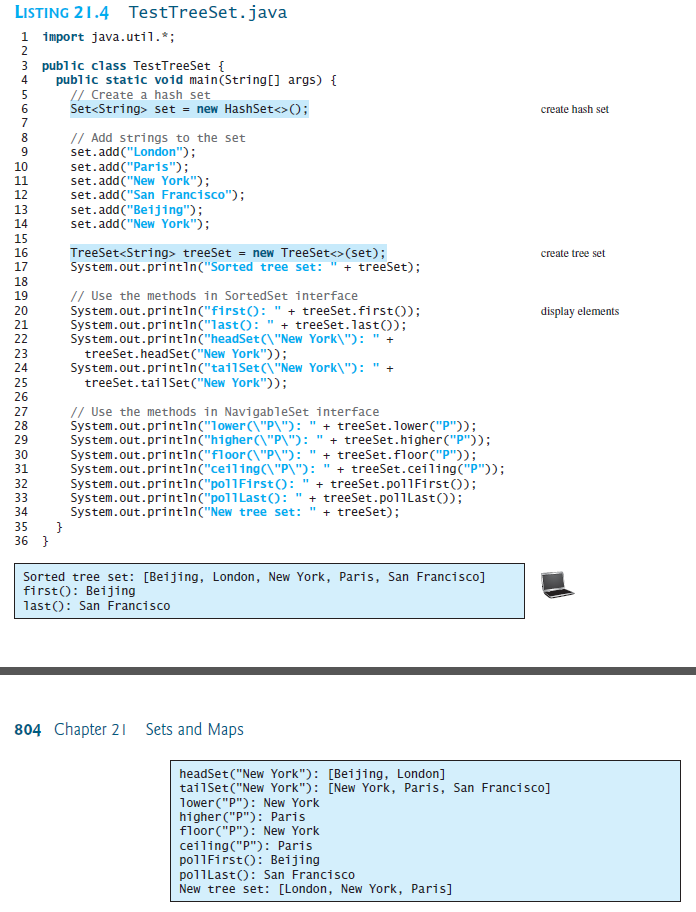 LISTING 21.4 TestTreeSet.java
1 import java.util.*;
2
3 public class TestTreeSet {
4   public static void main(String[] args) {
5     // Create a hash set
6     Set<String> set = new HashSet<>(); create hash set
7
8     // Add strings to the set
9     set.add("London");
10     set.add("Paris");
11     set.add("New York");
12     set.add("San Francisco");
13     set.add("Beijing");
14     set.add("New York");
15
16     TreeSet<String> treeSet = new TreeSet<>(set); create tree set
17     System.out.println("Sorted tree set: " + treeSet);
18
19     // Use the methods in SortedSet interface
20     System.out.println("first(): " + treeSet.first()); display elements
21     System.out.println("last(): " + treeSet.last());
22     System.out.println("headSet(\"New York\"): " +
23       treeSet.headSet("New York"));
24     System.out.println("tailSet(\"New York\"): " +
25       treeSet.tailSet("New York"));
26
27     // Use the methods in NavigableSet interface
28     System.out.println("lower(\"P\"): " + treeSet.lower("P"));
29     System.out.println("higher(\"P\"): " + treeSet.higher("P"));
30     System.out.println("floor(\"P\"): " + treeSet.floor("P"));
31     System.out.println("ceiling(\"P\"): " + treeSet.ceiling("P"));
32     System.out.println("pollFirst(): " + treeSet.pollFirst());
33     System.out.println("pollLast(): " + treeSet.pollLast());
34     System.out.println("New tree set: " + treeSet);
35   }
36 }
Sorted tree set: [Beijing, London, New York, Paris, San Francisco]
first(): Beijing
last(): San Francisco
804 Chapter 21 Sets and Maps
headSet("New York"): [Beijing, London]
tailSet("New York"): [New York, Paris, San Francisco]
lower("P"): New York
higher("P"): Paris
floor("P"): New York
ceiling("P"): Paris
pollFirst(): Beijing
pollLast(): San Francisco
New tree set: [London, New York, Paris]